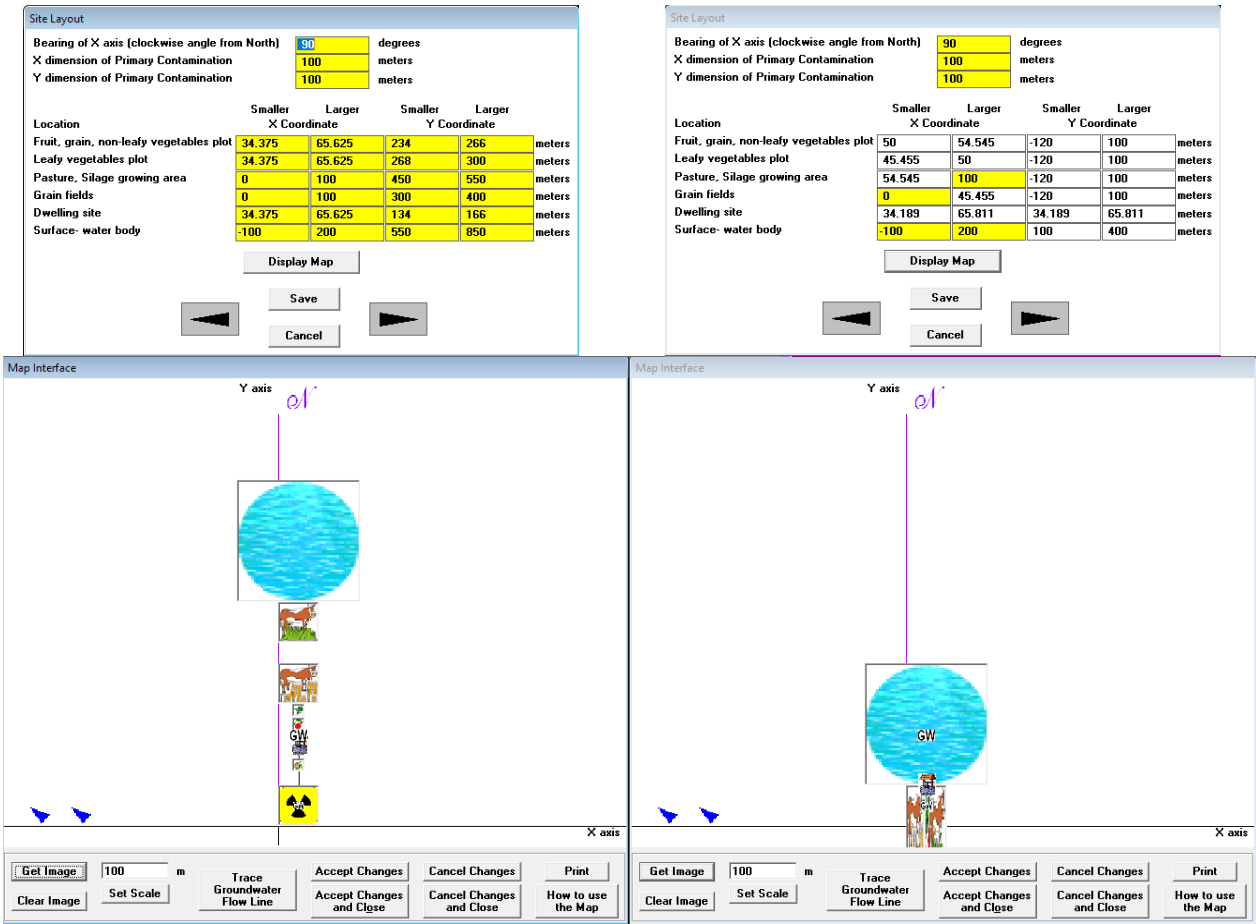 Site Layout
Bearing of X axis (clockwise angle from North) 90 degrees
X dimension of Primary Contamination 100 meters
Y dimension of Primary Contamination 100 meters
Smaller Larger Smaller Larger
Location X Coordinate Y Coordinate
Fruit, grain, non-leafy vegetables plot 34.375 65.625 234 266 meters
Leafy vegetables plot 34.375 65.625 268 300 meters
Pasture, Silage growing area 0 100 450 550 meters
Grain fields 0 100 300 400 meters
Dwelling site 34.375 65.625 134 166 meters
Surface- water body -100 200 550 850 meters
Display Map
Save
Cancel
Site Layout
Bearing of X axis (clockwise angle from North) 90 degrees
X dimension of Primary Contamination 100 meters
Y dimension of Primary Contamination 100 meters
Smaller Larger Smaller Larger
Location X Coordinate Y Coordinate
Fruit, grain, non-leafy vegetables plot 50 54.545 -120 100 meters
Leafy vegetables plot 45.455 50 -120 100 meters
Pasture, Silage growing area 54.545 100 -120 100 meters
Grain fields 0 45.455 -120 100 meters
Dwelling site 34.189 65.811 34.189 65.811 meters
Surface- water body -100 200 100 400 meters
Display Map
Save
Cancel
Map Interface
Y axis
N
GW
X axis
Get Image 100 m
Set Scale
Clear Image
Trace
Groundwater
Flow Line
Accept Changes
Accept Changes
and Close
Cancel Changes
Cancel Changes
and Close
Print
How to use
the Map
Map Interface
Y axis
N
GW
GW
X axis
Get Image 100 m
Set Scale
Clear Image
Trace
Groundwater
Flow Line
Accept Changes
Accept Changes
and Close
Cancel Changes
Cancel Changes
and Close
Print
How to use
the Map